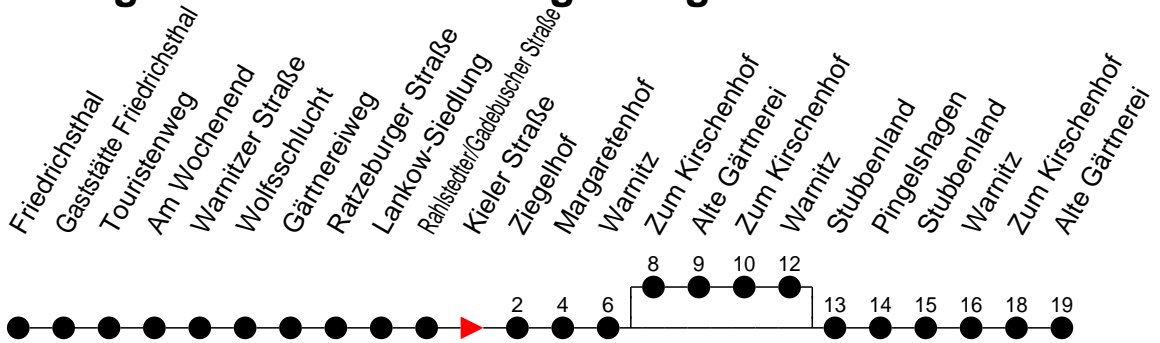 Friedrichsthal
Gaststätte Friedrichsthal
Touristenweg
Am Wochenend
Warnitzer Straße
Wolfsschlucht
Gärtnereiweg
Ratzeburger Straße
Lankow-Siedlung
Rahlstedter/Gadebuscher Straße
Kieler Straße
Ziegelhof
Margaretenhof
Warnitz
Zum Kirschenhof
Alte Gärtnerei
Zum Kirschenhof
Warnitz
Stubbenland
Pingelshagen
Stubbenland
Warnitz
Zum Kirschenhof
Alte Gärtnerei
8 9 10 12
2 4 6 13 14 15 16 18 19